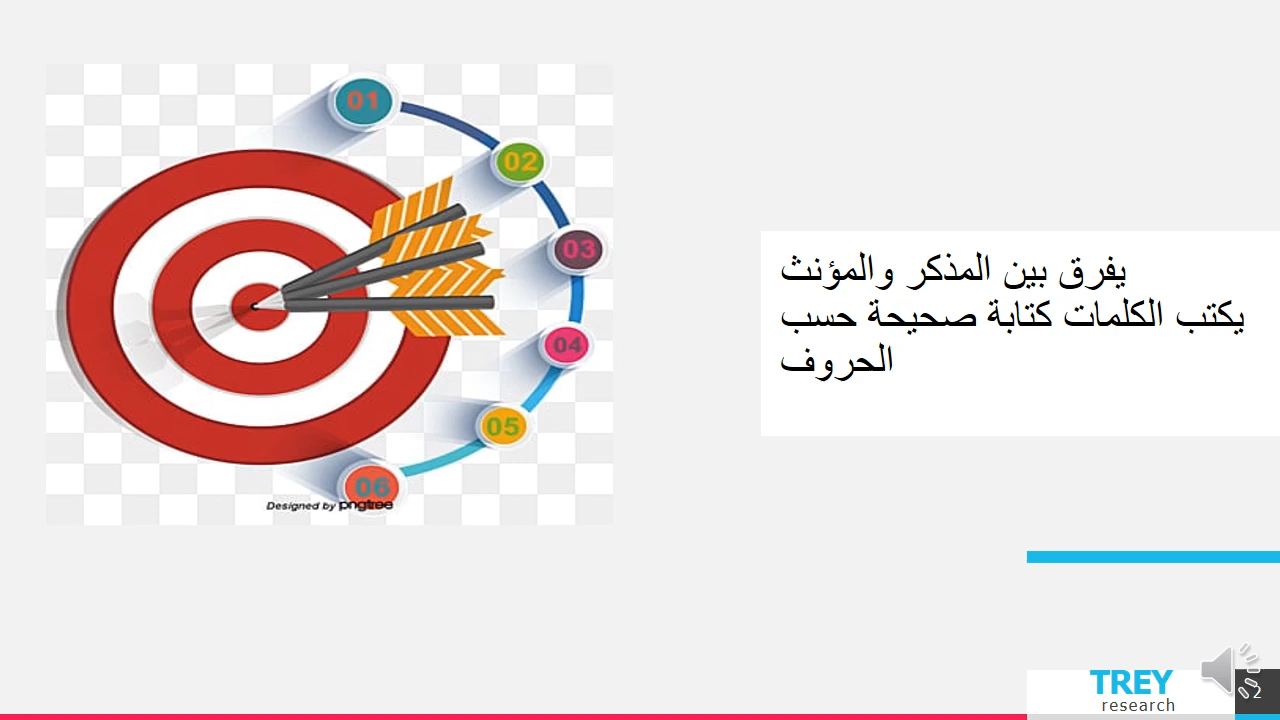 01
02
03
04
05
06
Designed by pngtree
يفرق بين المذكر والمؤنث
يكتب الكلمات كتابة صحيحة حسب
الحروف
TREY
research
2